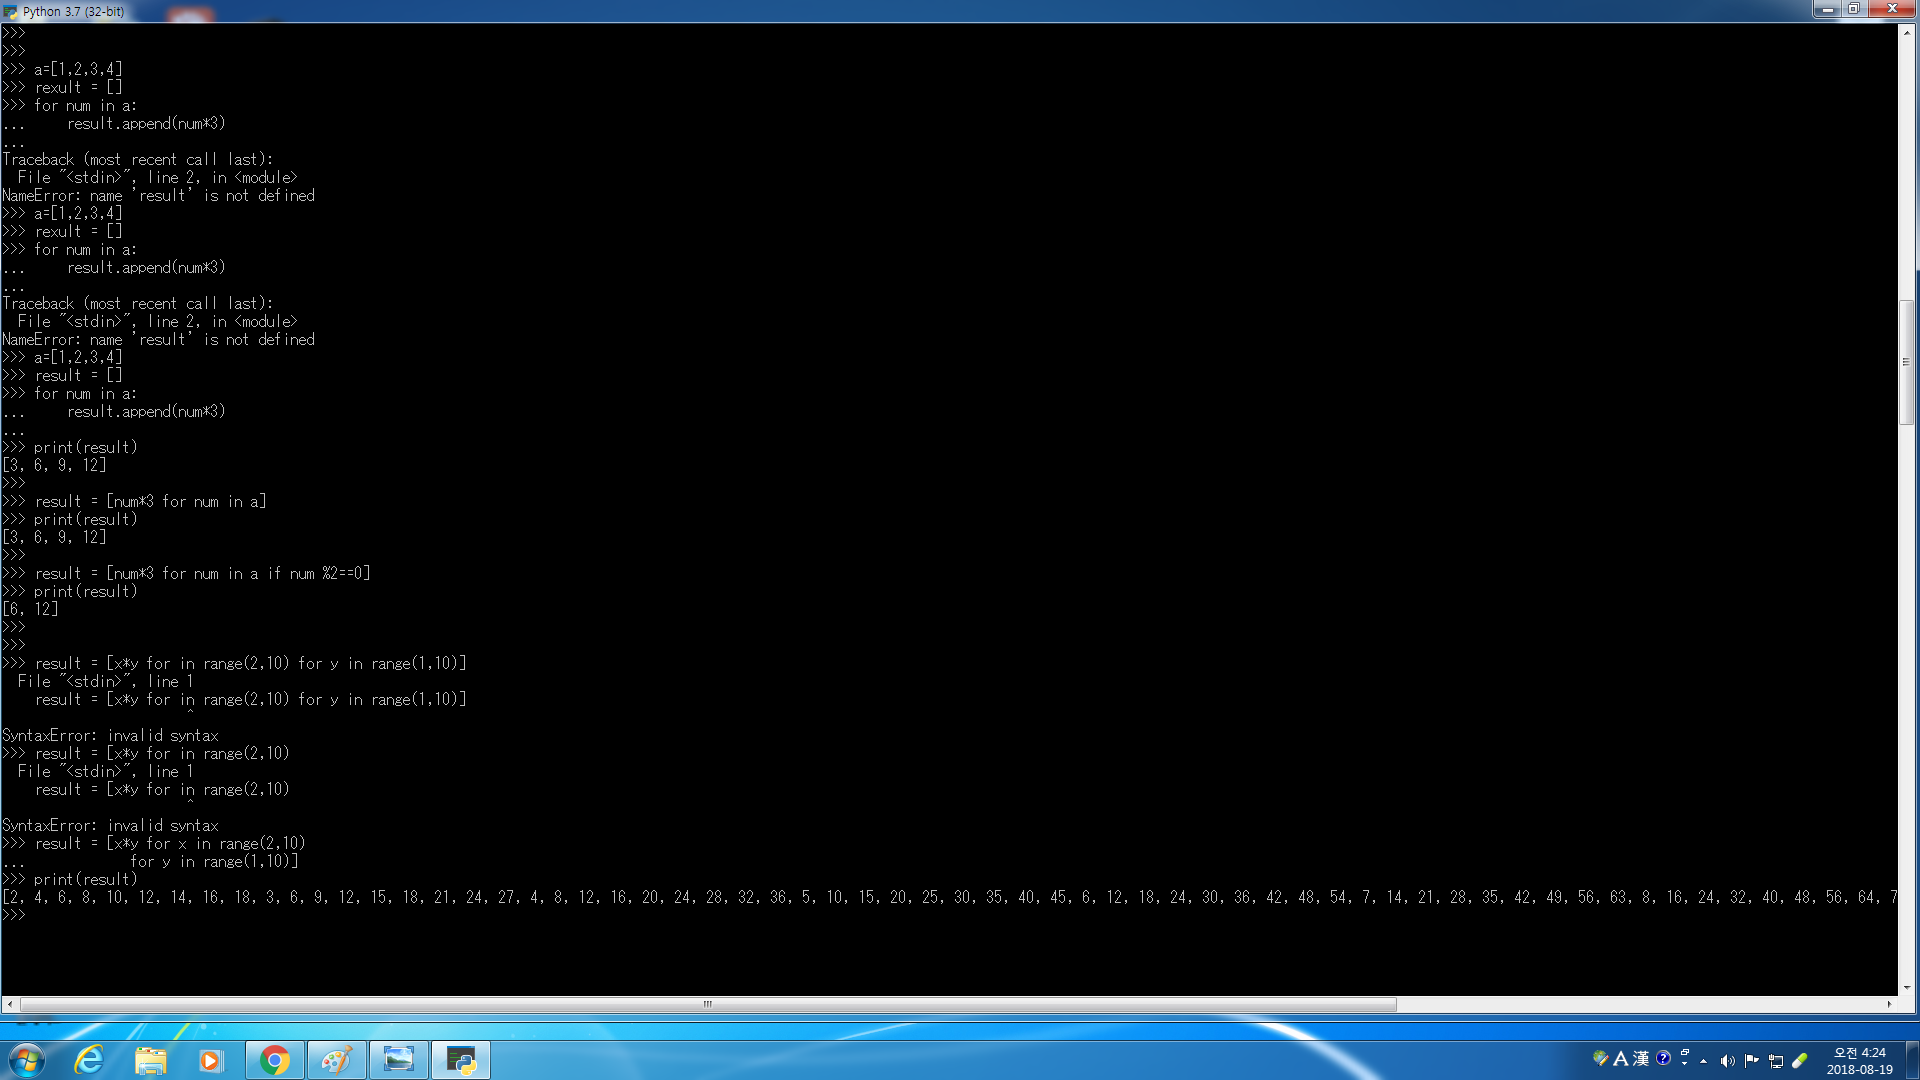 Python 3.7 (32-bit)
>>>
>>>
>>> a=[1,2,3,4]
>>> rexult = []
>>> for num in a:
...     result.append(num*3)
...
Traceback (most recent call last):
  File "<stdin>", line 2, in <module>
NameError: name 'result' is not defined
>>> a=[1,2,3,4]
>>> rexult = []
>>> for num in a:
...     result.append(num*3)
...
Traceback (most recent call last):
  File "<stdin>", line 2, in <module>
NameError: name 'result' is not defined
>>> a=[1,2,3,4]
>>> result = []
>>> for num in a:
...     result.append(num*3)
...
>>> print(result)
[3, 6, 9, 12]
>>>
>>> result = [num*3 for num in a]
>>> print(result)
[3, 6, 9, 12]
>>>
>>> result = [num*3 for num in a if num %2==0]
>>> print(result)
[6, 12]
>>>
>>>
>>> result = [x*y for in range(2,10) for y in range(1,10)]
  File "<stdin>", line 1
    result = [x*y for in range(2,10) for y in range(1,10)]
                       ^
SyntaxError: invalid syntax
>>> result = [x*y for in range(2,10)
  File "<stdin>", line 1
    result = [x*y for in range(2,10)
                       ^
SyntaxError: invalid syntax
>>> result = [x*y for x in range(2,10)
...             for y in range(1,10)]
>>> print(result)
[2, 4, 6, 8, 10, 12, 14, 16, 18, 3, 6, 9, 12, 15, 18, 21, 24, 27, 4, 8, 12, 16, 20, 24, 28, 32, 36, 5, 10, 15, 20, 25, 30, 35, 40, 45, 6, 12, 18, 24, 30, 36, 42, 48, 54, 7, 14, 21, 28, 35, 42, 49, 56, 63, 8, 16, 24, 32, 40, 48, 56, 64, 7
>>>
A 漢
오전 4:24
2018-08-19